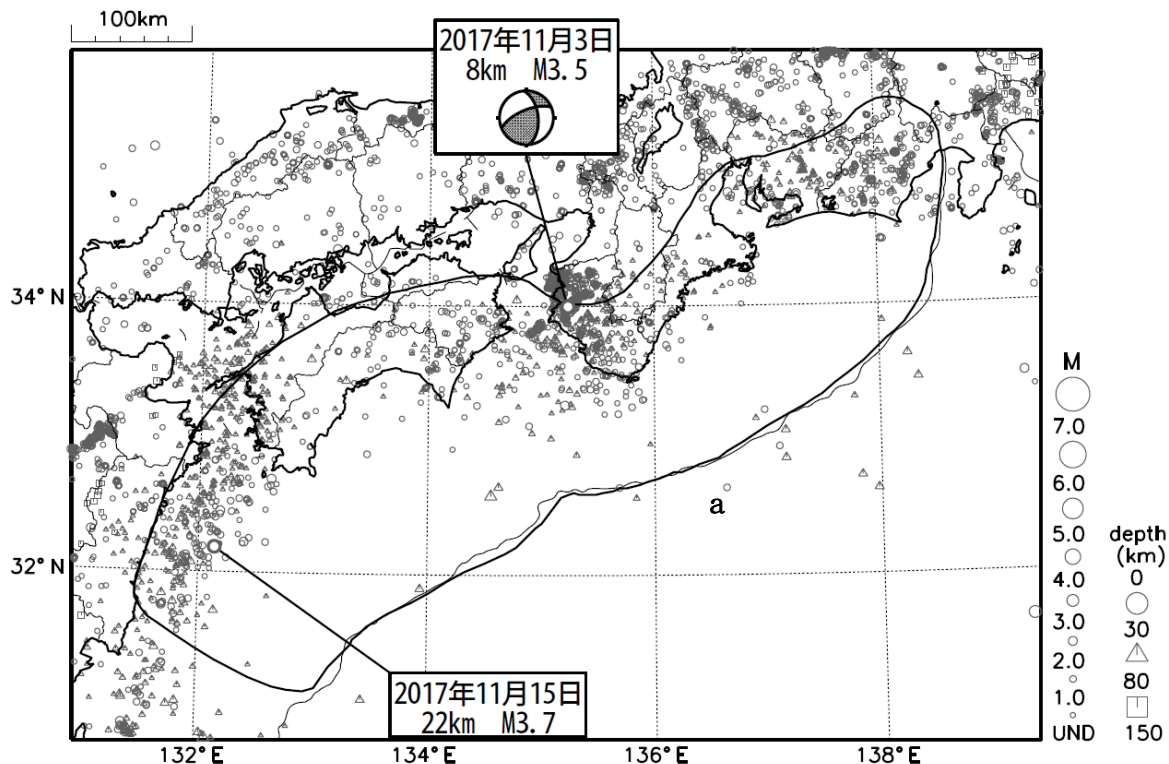 100km
2017年11月3日
8km M3.5
34°N
32°N
a
2017年11月15日
22km M3.7
132°E
134°E
136°E
138°E
M
7.0
6.0
5.0
4.0
3.0
2.0
1.0
UND
depth
(km)
0
30
80
150